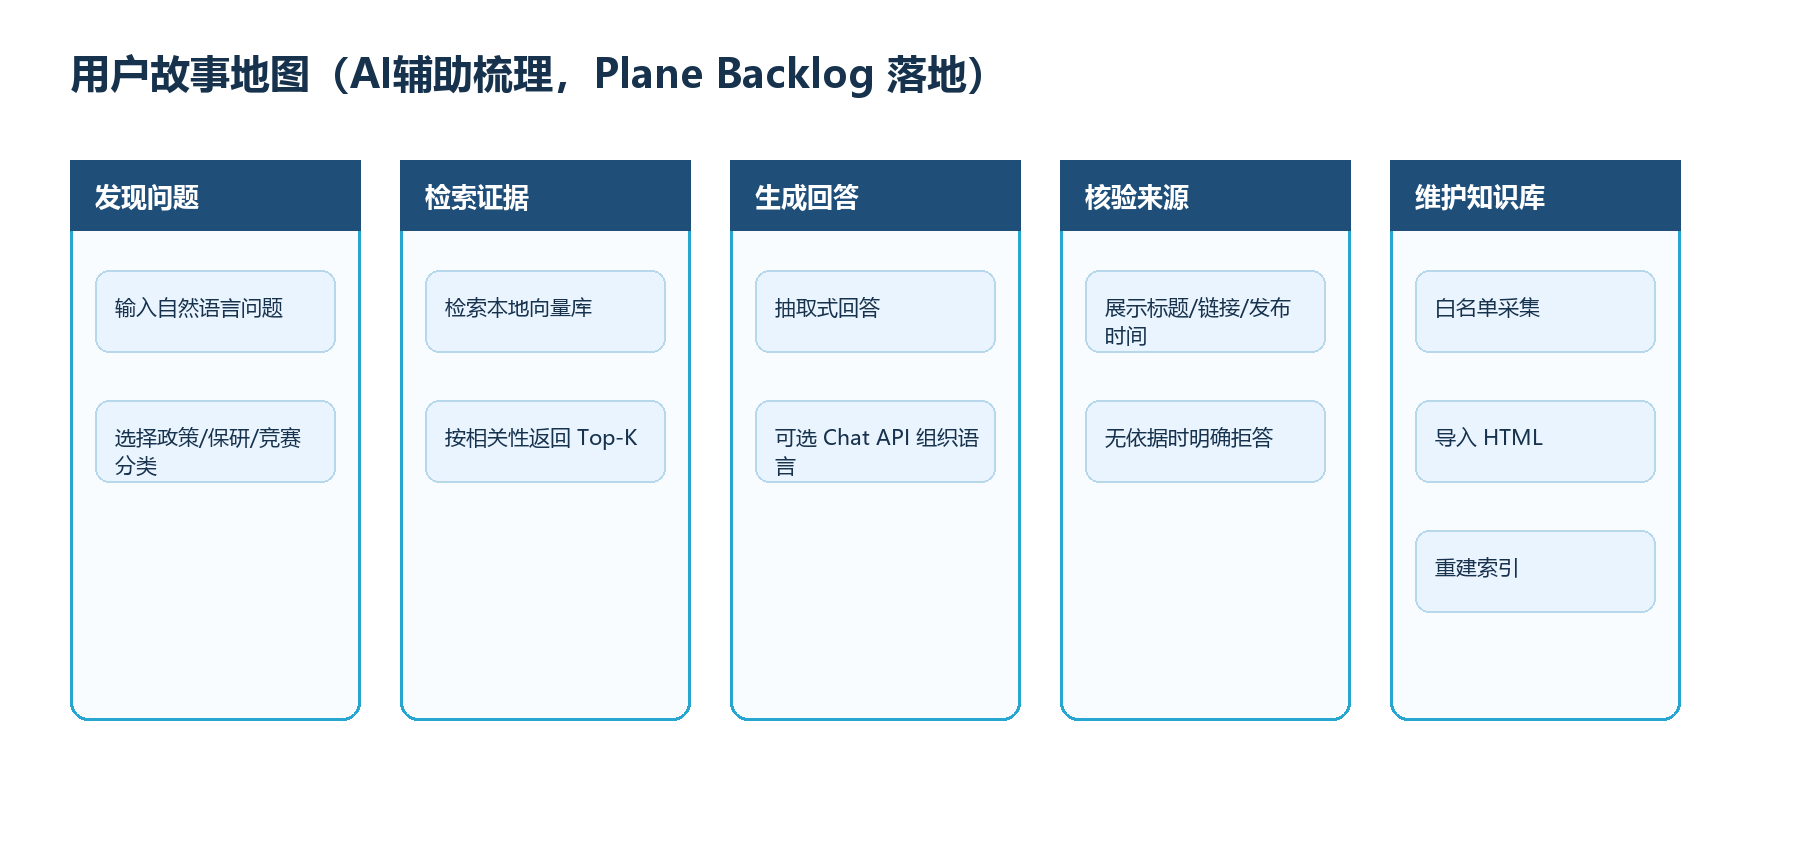 用户故事地图（AI辅助梳理，Plane Backlog 落地）
发现问题
输入自然语言问题
选择政策/保研/竞赛
分类
检索证据
检索本地向量库
按相关性返回 Top-K
生成回答
抽取式回答
可选 Chat API 组织语
言
核验来源
展示标题/链接/发布
时间
无依据时明确拒答
维护知识库
白名单采集
导入 HTML
重建索引